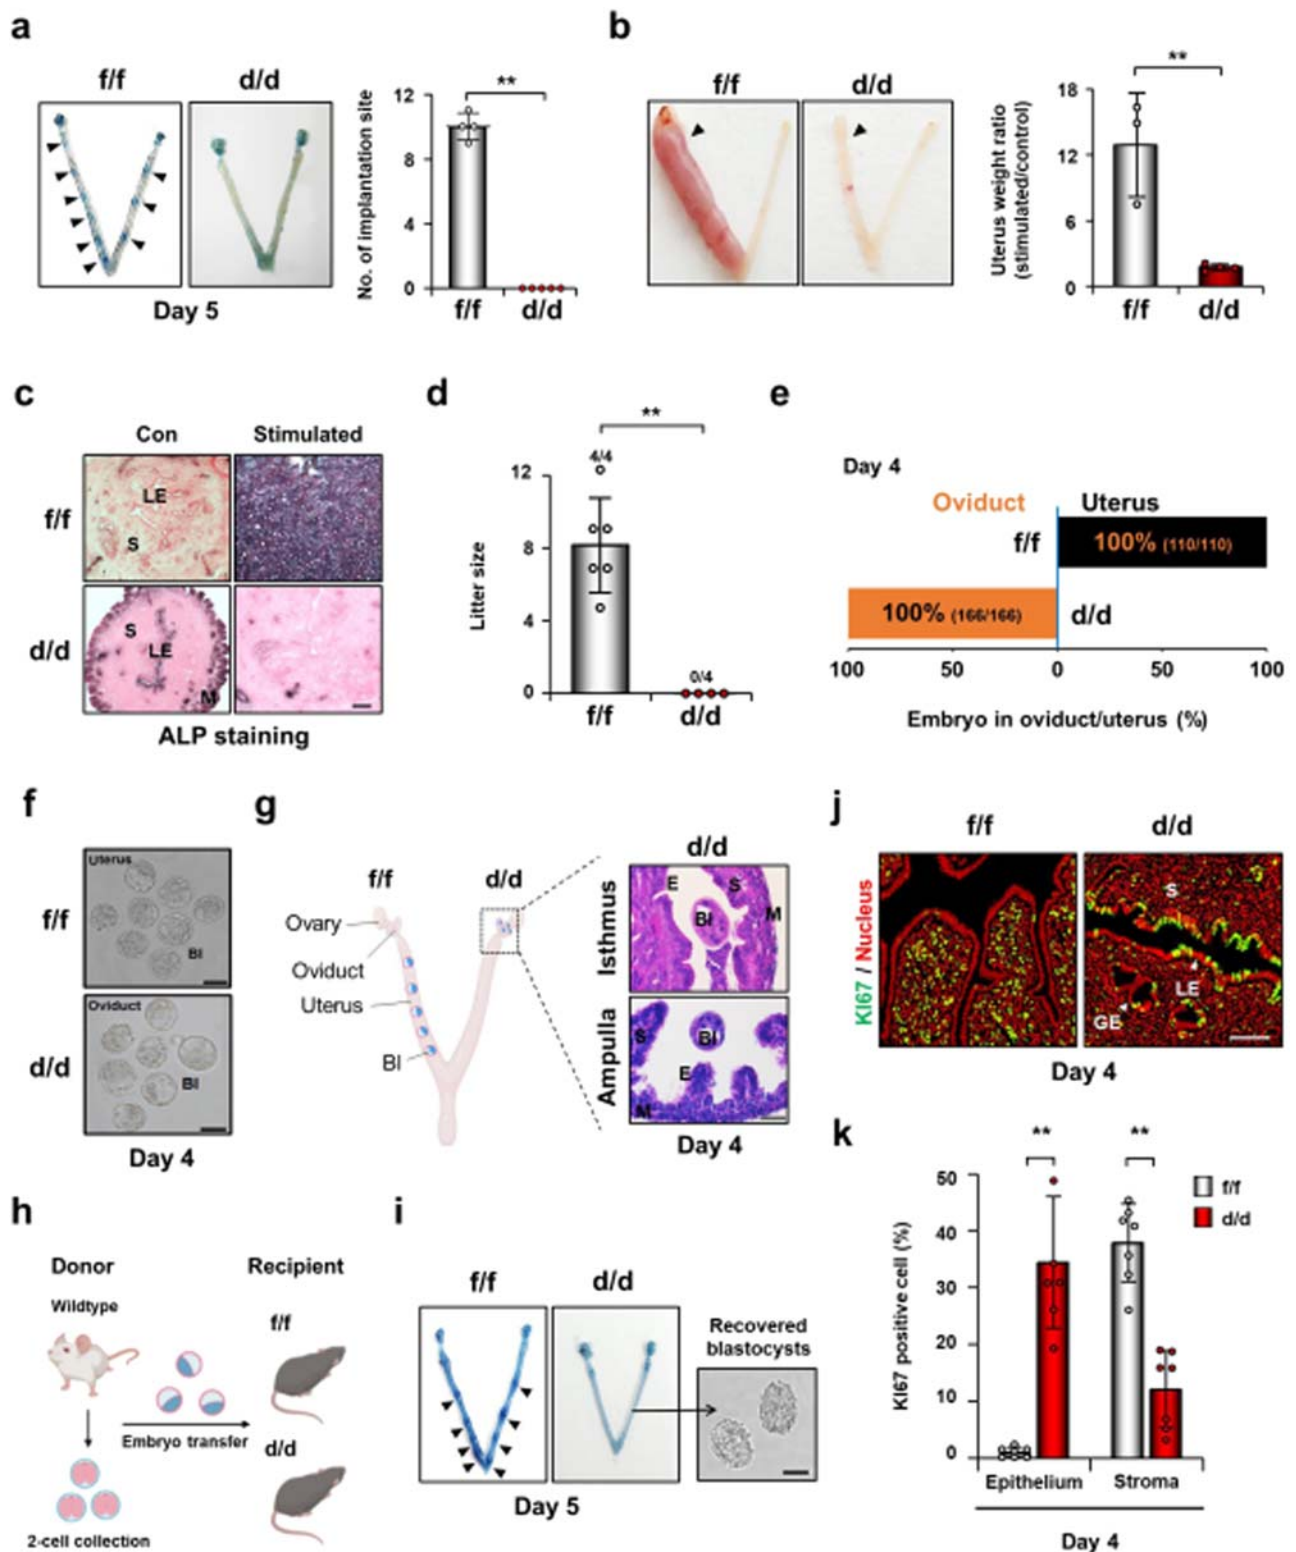 a
f/f
d/d
Day 5
No. of implantation site
12
8
4
0
**
f/f
d/d
b
f/f
d/d
Uterus weight ratio
(stimulated/control)
18
12
6
0
**
f/f
d/d
c
Con
Stimulated
f/f
LE
S
d/d
S
LE
M
ALP staining
d
**
4/4
Litter size
12
8
4
0
0/4
f/f
d/d
e
Day 4
Oviduct
Uterus
f/f
100% (110/110)
100% (166/166)
d/d
100
50
0
50
100
Embryo in oviduct/uterus (%)
f
f/f
Uterus
Bl
d/d
Oviduct
Bl
Day 4
g
f/f
d/d
Ovary
Oviduct
Uterus
Bl
d/d
Isthmus
E
S
Bl
M
Ampulla
S
Bl
E
M
Day 4
h
Donor
Recipient
Wildtype
f/f
Embryo transfer
d/d
2-cell collection
i
f/f
d/d
Recovered
blastocysts
Day 5
j
f/f
d/d
KI67 / Nucleus
S
LE
GE
Day 4
k
**
**
KI67 positive cell (%)
50
40
30
20
10
0
f/f
d/d
Epithelium
Stroma
Day 4